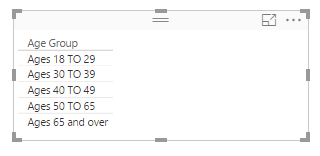 Age Group
Ages 18 TO 29
Ages 30 TO 39
Ages 40 TO 49
Ages 50 TO 65
Ages 65 and over